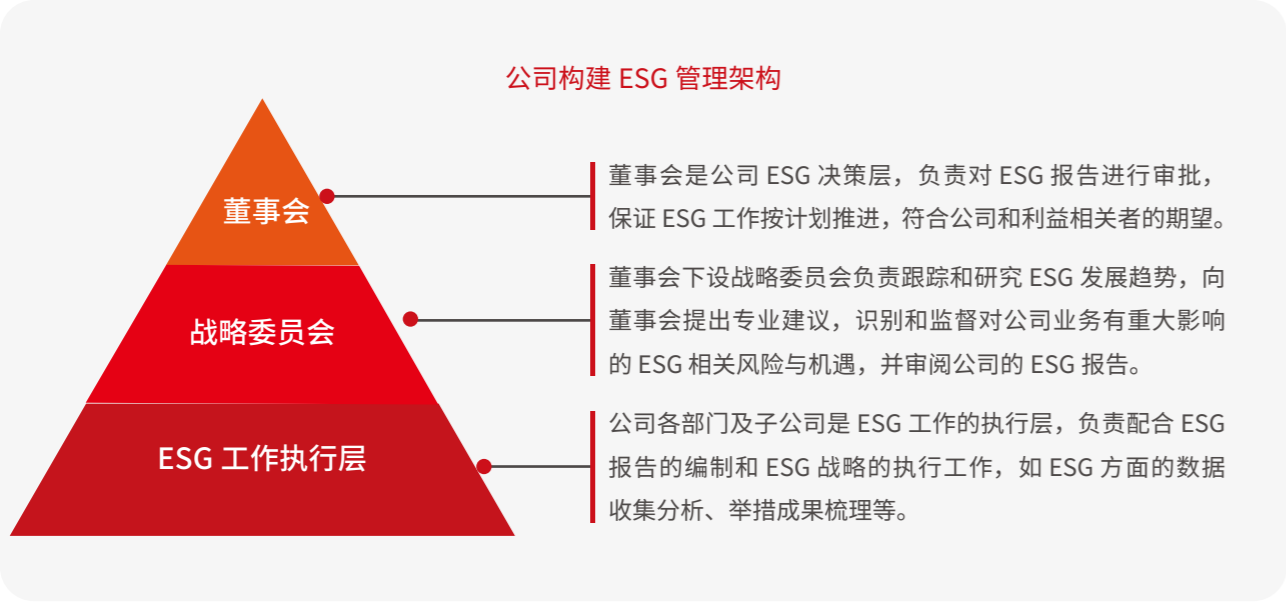 公司构建 ESG 管理架构
董事会
董事会是公司 ESG 决策层，负责对 ESG 报告进行审批，
保证 ESG 工作按计划推进，符合公司和利益相关者的期望。
战略委员会
董事会下设战略委员会负责跟踪和研究 ESG 发展趋势，向
董事会提出专业建议，识别和监督对公司业务有重大影响
的 ESG 相关风险与机遇，并审阅公司的 ESG 报告。
ESG 工作执行层
公司各部门及子公司是 ESG 工作的执行层，负责配合 ESG
报告的编制和 ESG 战略的执行工作，如 ESG 方面的数据
收集分析、举措成果梳理等。